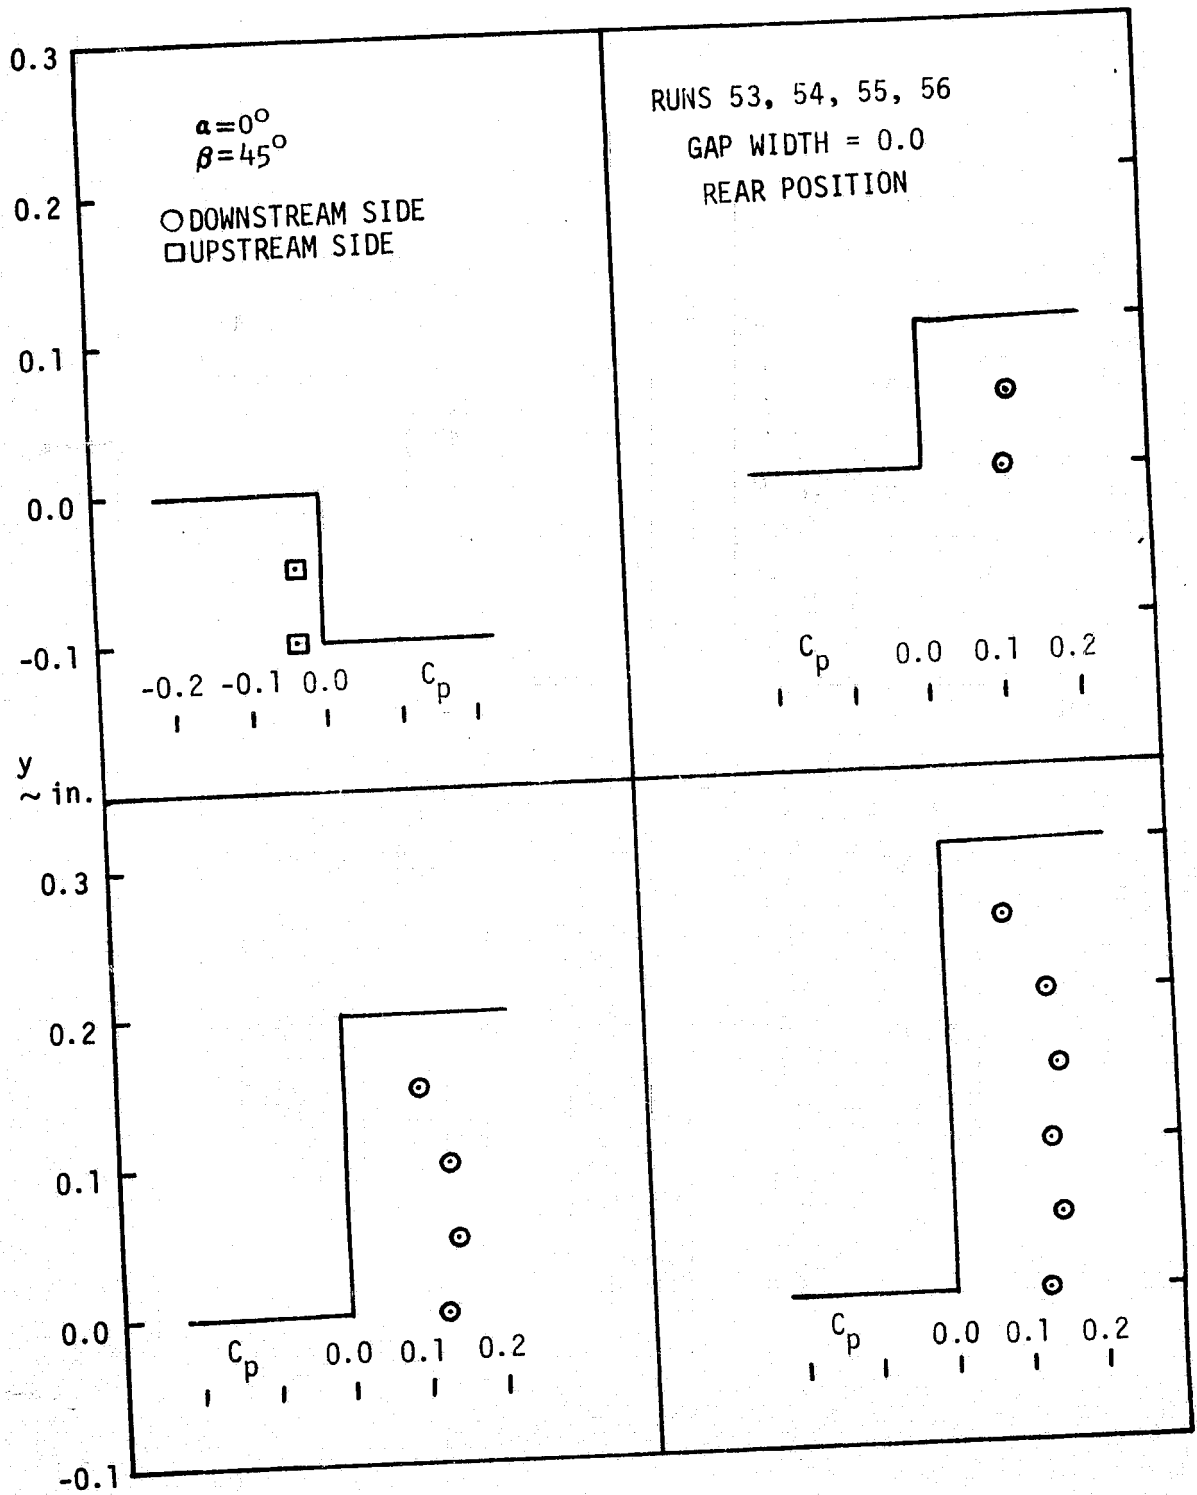 0.3
α=0°
β=45°
○ DOWNSTREAM SIDE
□ UPSTREAM SIDE
0.2
0.1
0.0
-0.1
-0.2 -0.1 0.0 Cp
RUNS 53, 54, 55, 56
GAP WIDTH = 0.0
REAR POSITION
Cp 0.0 0.1 0.2
y
~ in.
0.3
0.2
0.1
0.0
-0.1
Cp 0.0 0.1 0.2
Cp 0.0 0.1 0.2